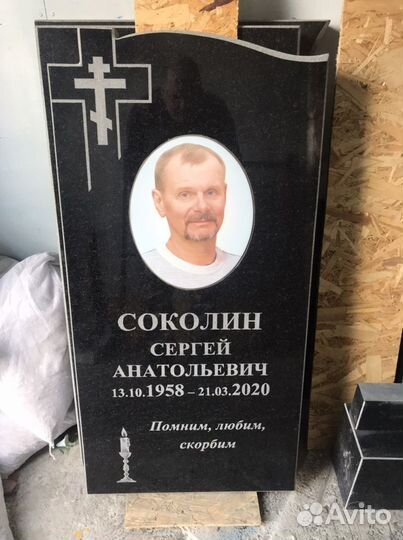 СОКОЛИН
СЕРГЕЙ
АНАТОЛЬЕВИЧ
13.10.1958 – 21.03.2020
Помним, любим,
скорбим
Avito